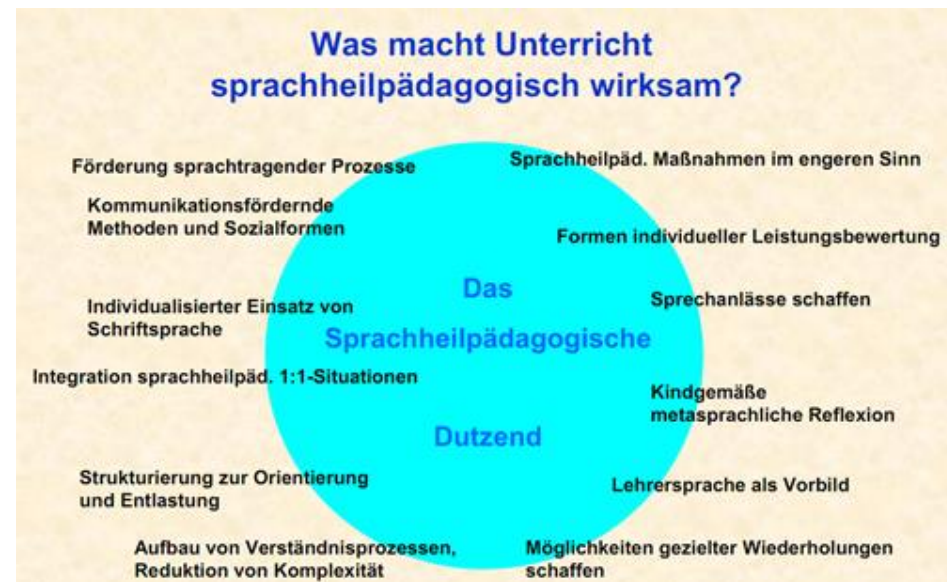 Was macht Unterricht
sprachheilpädagogisch wirksam?
Förderung sprachtragender Prozesse
Kommunikationsfördernde
Methoden und Sozialformen
Individualisierter Einsatz von
Schriftsprache
Integration sprachheilpäd. 1:1-Situationen
Strukturierung zur Orientierung
und Entlastung
Aufbau von Verständnisprozessen,
Reduktion von Komplexität
Das
Sprachheilpädagogische
Dutzend
Sprachheilpäd. Maßnahmen im engeren Sinn
Formen individueller Leistungsbewertung
Sprechanlässe schaffen
Kindgemäße
metasprachliche Reflexion
Lehrersprache als Vorbild
Möglichkeiten gezielter Wiederholungen
schaffen